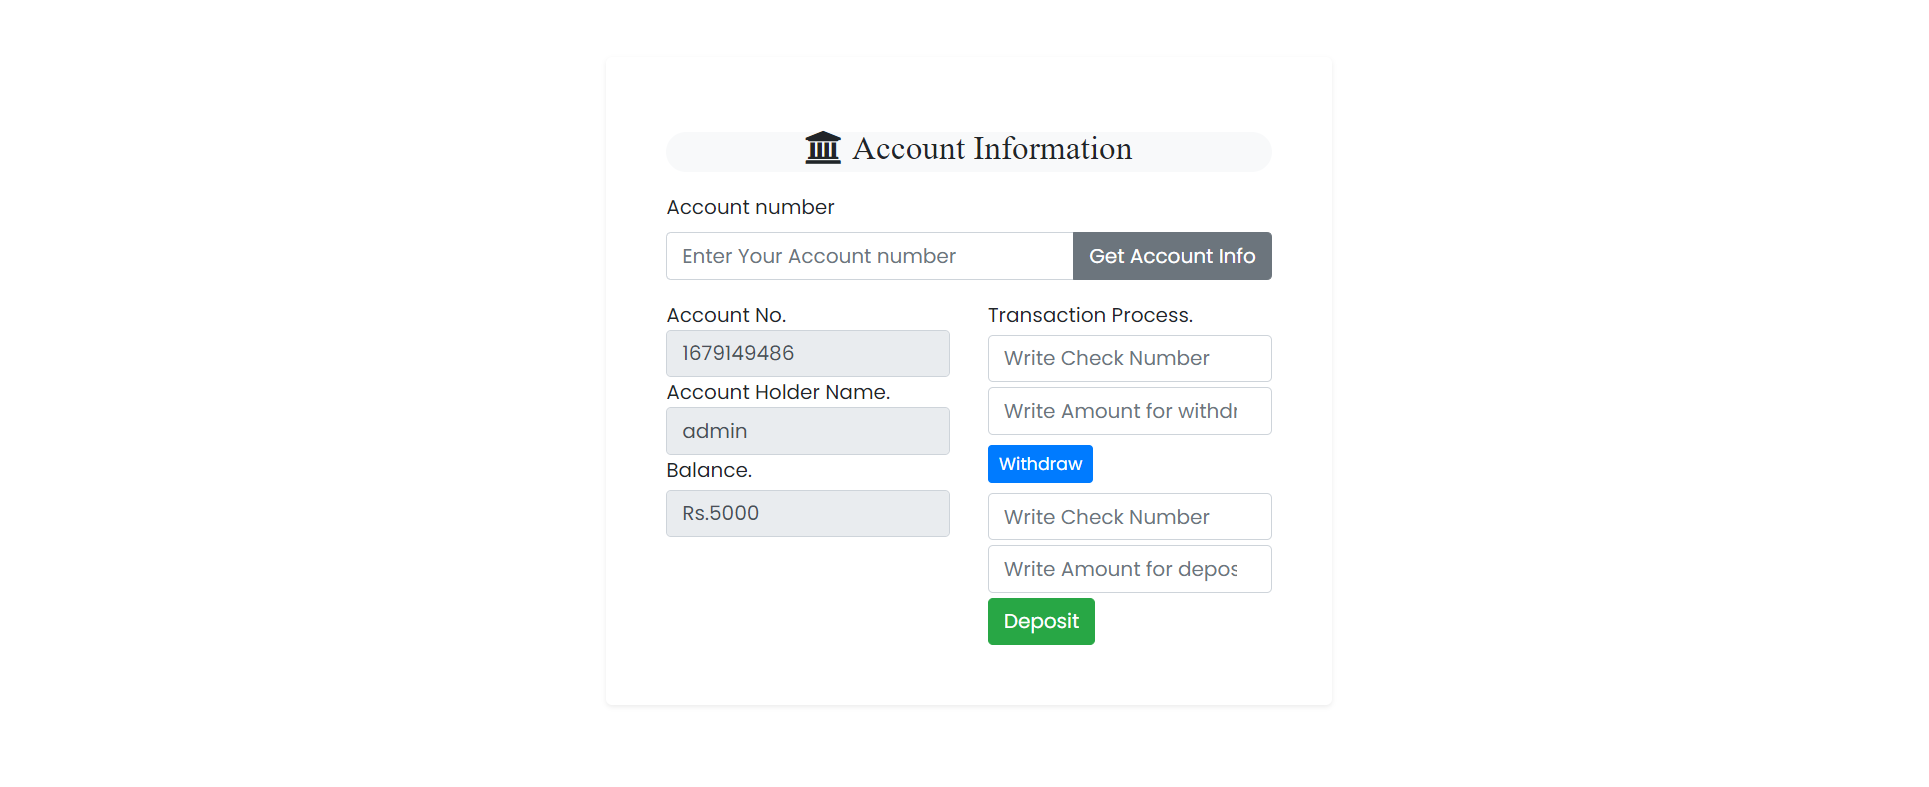 Account Information
Account number
Enter Your Account number
Get Account Info
Account No.
1679149486
Account Holder Name.
admin
Balance.
Rs.5000
Transaction Process.
Write Check Number
Write Amount for withdr
Withdraw
Write Check Number
Write Amount for depos
Deposit